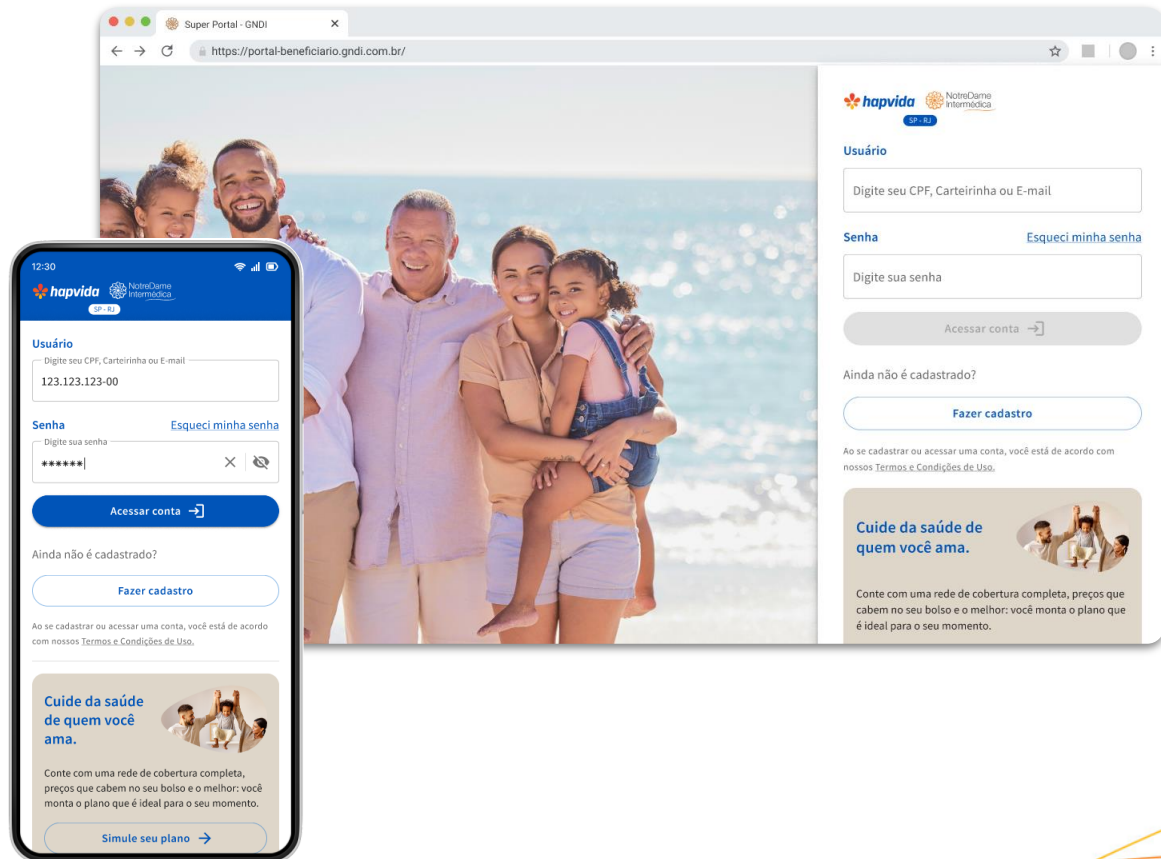 Super Portal - GNDI
https://portal-beneficiario.gndi.com.br/
hapvida NotreDame
Intermédica
SP - RJ
Usuário
Digite seu CPF, Carteirinha ou E-mail
Senha Esqueci minha senha
Digite sua senha
Acessar conta
Ainda não é cadastrado?
Fazer cadastro
Ao se cadastrar ou acessar uma conta, você está de acordo com
nossos Termos e Condições de Uso.
Cuide da saúde de
quem você ama.
Conte com uma rede de cobertura completa, preços que
cabem no seu bolso e o melhor: você monta o plano que
é ideal para o seu momento.
12:30
hapvida NotreDame
Intermédica
SP - RJ
Usuário
Digite seu CPF, Carteirinha ou E-mail
123.123.123-00
Senha Esqueci minha senha
Digite sua senha
******
Acessar conta
Ainda não é cadastrado?
Fazer cadastro
Ao se cadastrar ou acessar uma conta, você está de acordo
com nossos Termos e Condições de Uso.
Cuide da saúde
de quem você
ama.
Conte com uma rede de cobertura completa,
preços que cabem no seu bolso e o melhor: você
monta o plano que é ideal para o seu momento.
Simule seu plano